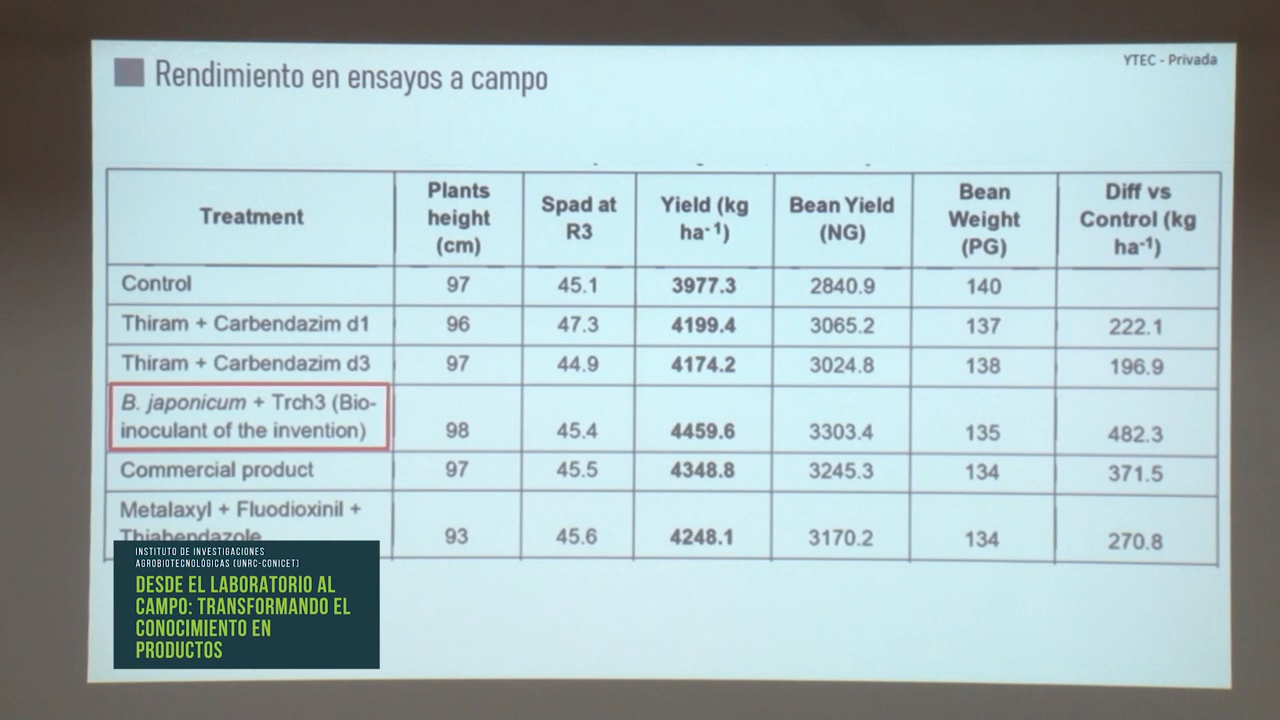 YTEC - Privada
Rendimiento en ensayos a campo
Treatment
Plants
height
(cm)
Spad at
R3
Yield (kg
ha-1)
Bean Yield
(NG)
Bean
Weight
(PG)
Diff vs
Control (kg
ha-1)
Control 97 45.1 3977.3 2840.9 140
Thiram + Carbendazim d1 96 47.3 4199.4 3065.2 137 222.1
Thiram + Carbendazim d3 97 44.9 4174.2 3024.8 138 196.9
B. japonicum + Trch3 (Bio-
inoculant of the invention) 98 45.4 4459.6 3303.4 135 482.3
Commercial product 97 45.5 4348.8 3245.3 134 371.5
Metalaxyl + Fludioxinil +
Thiabendazole 93 45.6 4248.1 3170.2 134 270.8
INSTITUTO DE INVESTIGACIONES
AGROBIOTECNOLÓGICAS (UNRC-CONICET)
DESDE EL LABORATORIO AL
CAMPO: TRANSFORMANDO EL
CONOCIMIENTO EN
PRODUCTOS